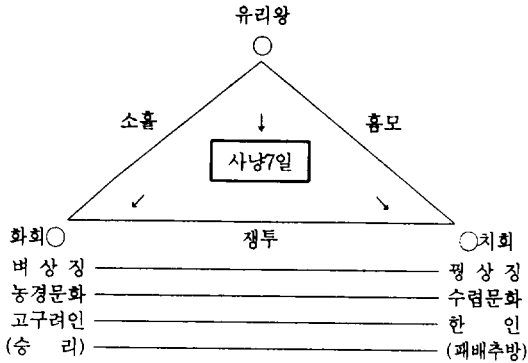 유리왕
소홀
흠모
사냥7일
화희
쟁투
치희
벼 상 징
꿩 상 징
농경문화
수렵문화
고구려인
한 인
(승 리)
(패배추방)